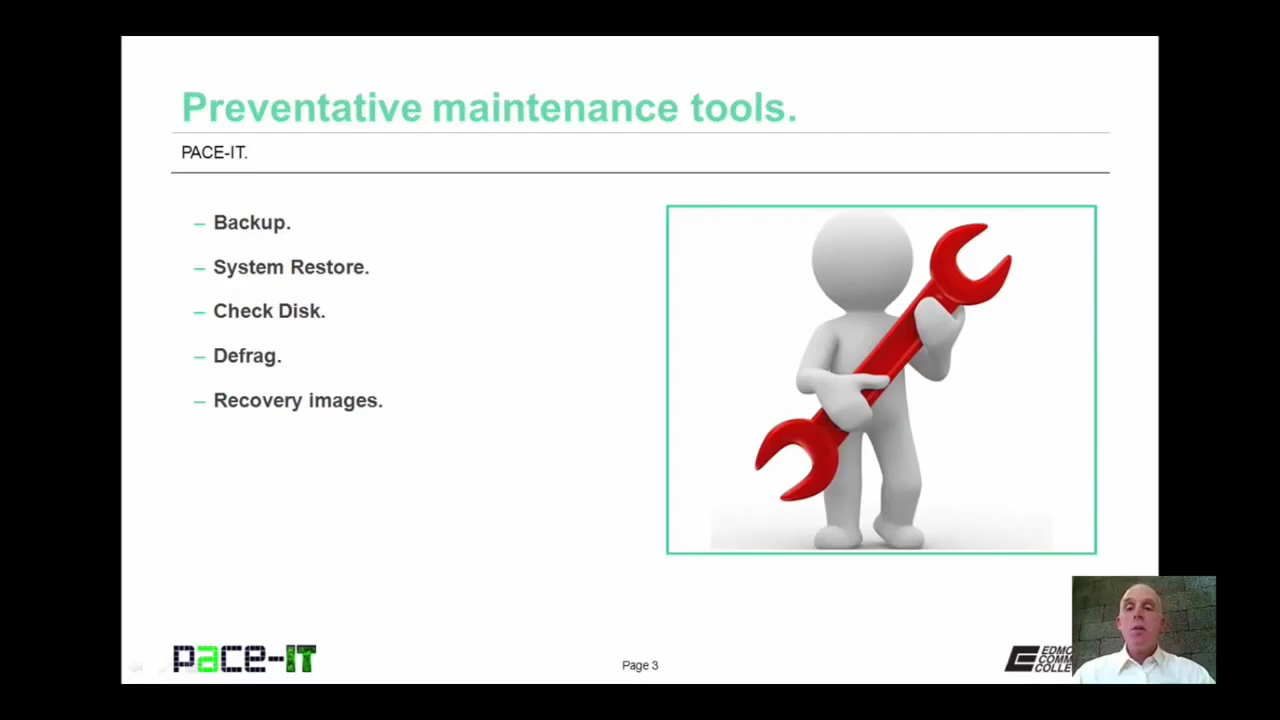 Preventative maintenance tools.
PACE-IT.
– Backup.
– System Restore.
– Check Disk.
– Defrag.
– Recovery images.
pace-IT
Page 3